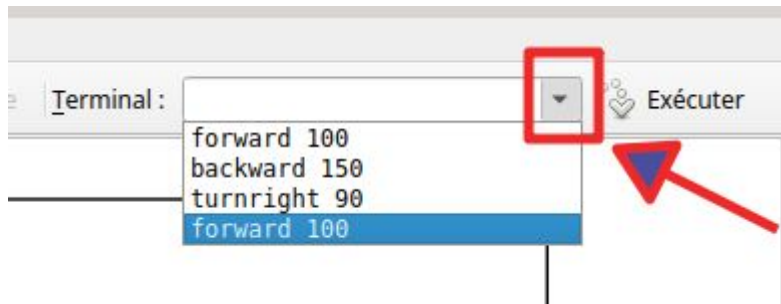 Terminal :
Exécuter
forward 100
backward 150
turnright 90
forward 100